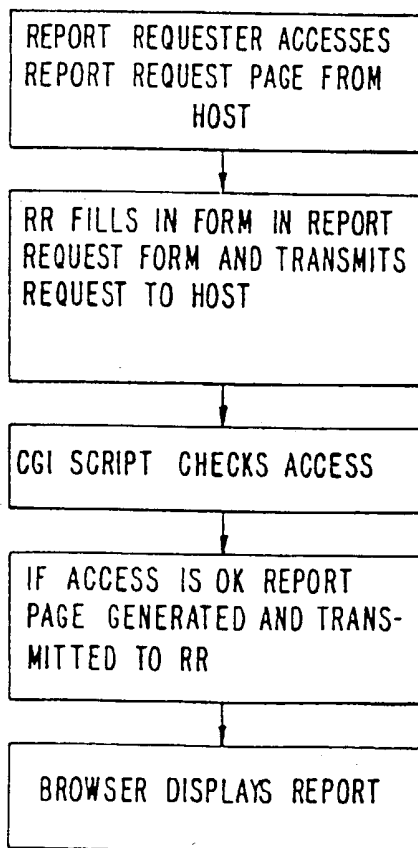 REPORT REQUESTER ACCESSES
REPORT REQUEST PAGE FROM
HOST
RR FILLS IN FORM IN REPORT
REQUEST FORM AND TRANSMITS
REQUEST TO HOST
CGI SCRIPT CHECKS ACCESS
IF ACCESS IS OK REPORT
PAGE GENERATED AND TRANS-
MITTED TO RR
BROWSER DISPLAYS REPORT